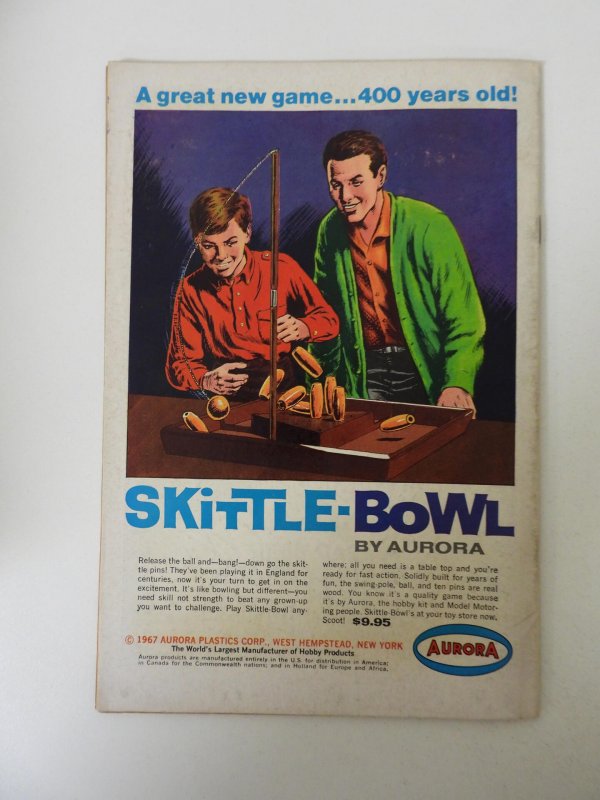 A great new game...400 years old!
SKiTTLE-BoWL
BY AURORA
Release the ball and—bang!—down go the skit-
tle pins! They've been playing it in England for
centuries, now it's your turn to get in on the
excitement. It's like bowling but different—you
need skill not strength to beat any grown-up
you want to challenge. Play Skittle-Bowl any-
where: all you need is a table top and you're
ready for fast action. Solidly built for years of
fun, the swing-pole, ball, and ten pins are real
wood. You know it's a quality game because
it's by Aurora, the hobby kit and Model Motor-
ing people. Skittle-Bowl's at your toy store now.
Scoot! $9.95
© 1967 AURORA PLASTICS CORP., WEST HEMPSTEAD, NEW YORK
The World's Largest Manufacturer of Hobby Products
Aurora products are manufactured entirely in the U.S. for distribution in America;
in Canada for the Commonwealth nations; and in Holland for Europe and Africa.
AURORA